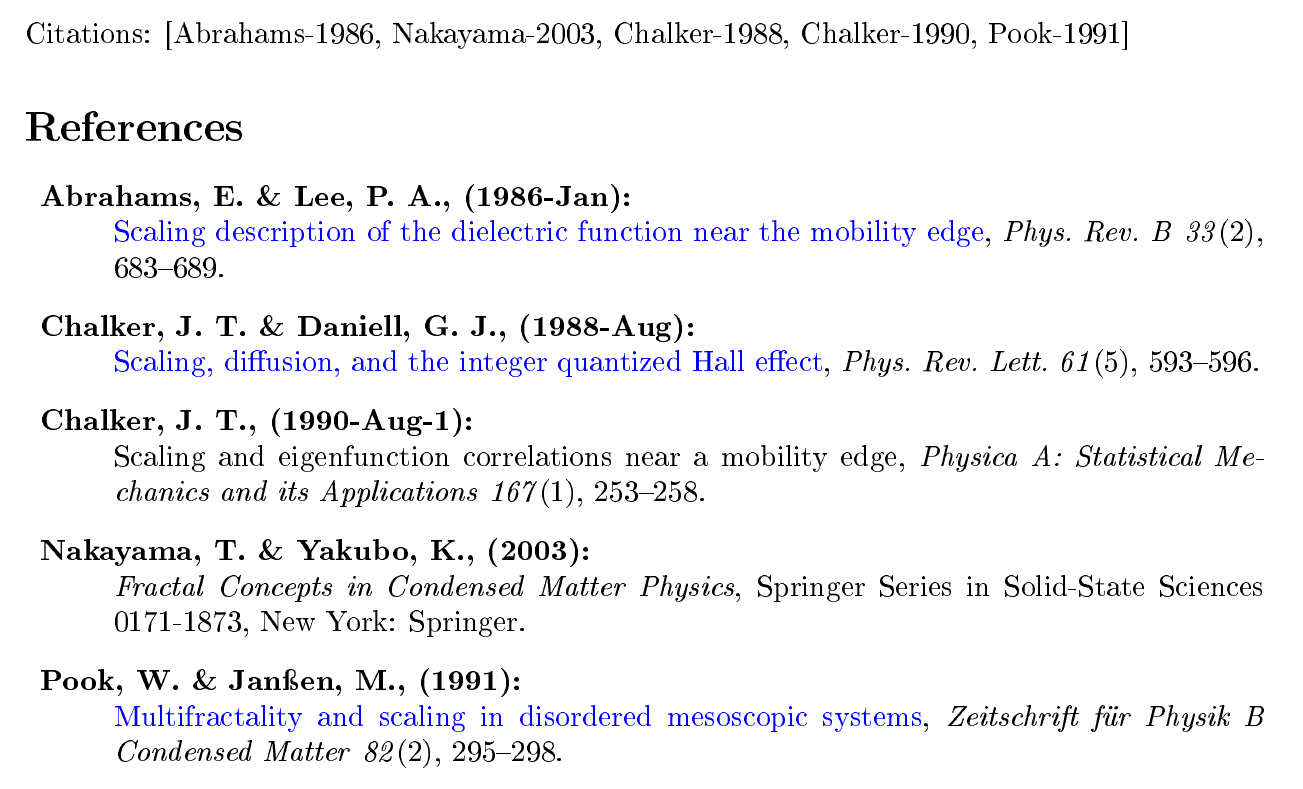 Citations: [Abrahams-1986, Nakayama-2003, Chalker-1988, Chalker-1990, Pook-1991]
References
Abrahams, E. & Lee, P. A., (1986-Jan):
Scaling description of the dielectric function near the mobility edge, Phys. Rev. B 33(2),
683–689.
Chalker, J. T. & Daniell, G. J., (1988-Aug):
Scaling, diffusion, and the integer quantized Hall effect, Phys. Rev. Lett. 61(5), 593–596.
Chalker, J. T., (1990-Aug-1):
Scaling and eigenfunction correlations near a mobility edge, Physica A: Statistical Me-
chanics and its Applications 167(1), 253–258.
Nakayama, T. & Yakubo, K., (2003):
Fractal Concepts in Condensed Matter Physics, Springer Series in Solid-State Sciences
0171-1873, New York: Springer.
Pook, W. & Janßen, M., (1991):
Multifractality and scaling in disordered mesoscopic systems, Zeitschrift für Physik B
Condensed Matter 82(2), 295–298.